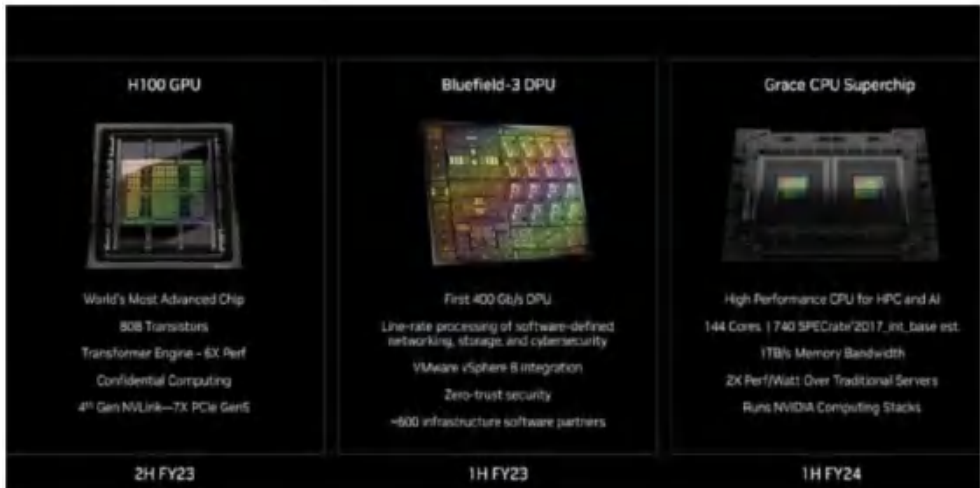 H100 GPU
World's Most Advanced Chip
80B Transistors
Transformer Engine – 6X Perf
Confidential Computing
4th Gen NVLink—7X PCIe Gen5
2H FY23
Bluefield-3 DPU
First 400 Gb/s DPU
Line-rate processing of software-defined
networking, storage, and cybersecurity
VMware vSphere 8 integration
Zero-trust security
~600 infrastructure software partners
1H FY23
Grace CPU Superchip
High Performance CPU for HPC and AI
144 Cores | 740 SPECrate'2017_int_base est.
1TB/s Memory Bandwidth
2X Perf/Watt Over Traditional Servers
Runs NVIDIA Computing Stacks
1H FY24